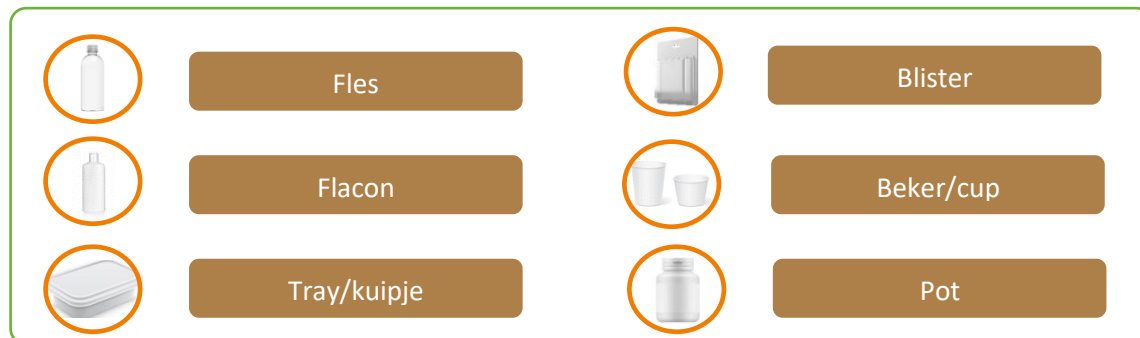 Fles
Blister
Flacon
Beker/cup
Tray/kuipje
Pot